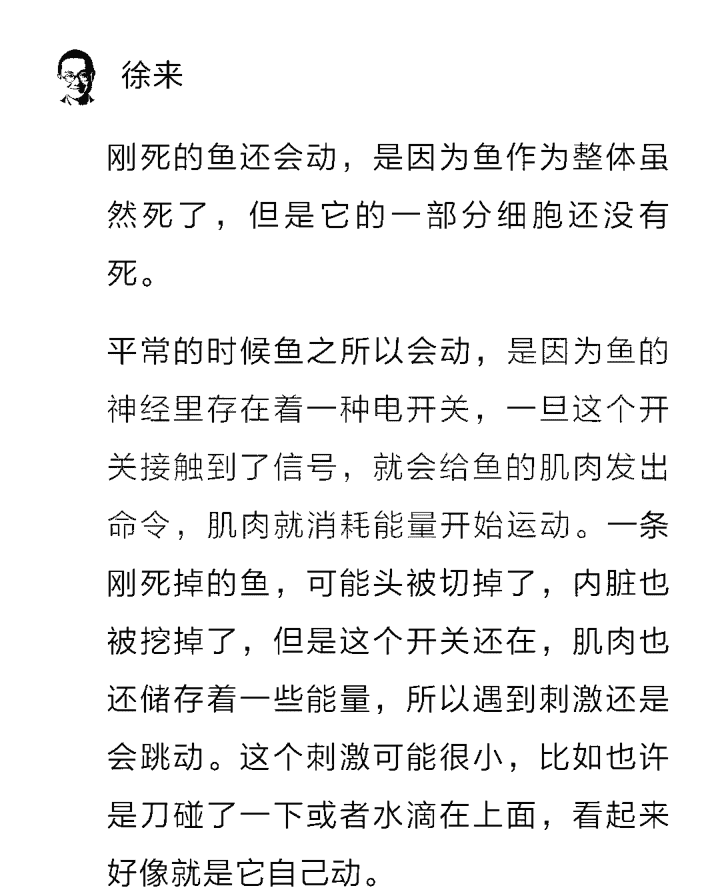 徐来
刚死的鱼还会动，是因为鱼作为整体虽
然死了，但是它的一部分细胞还没有
死。
平常的时候鱼之所以会动，是因为鱼的
神经里存在着一种电开关，一旦这个开
关接触到了信号，就会给鱼的肌肉发出
命令，肌肉就消耗能量开始运动。一条
刚死掉的鱼，可能头被切掉了，内脏也
被挖掉了，但是这个开关还在，肌肉也
还储存着一些能量，所以遇到刺激还是
会跳动。这个刺激可能很小，比如也许
是刀碰了一下或者水滴在上面，看起来
好像就是它自己动。